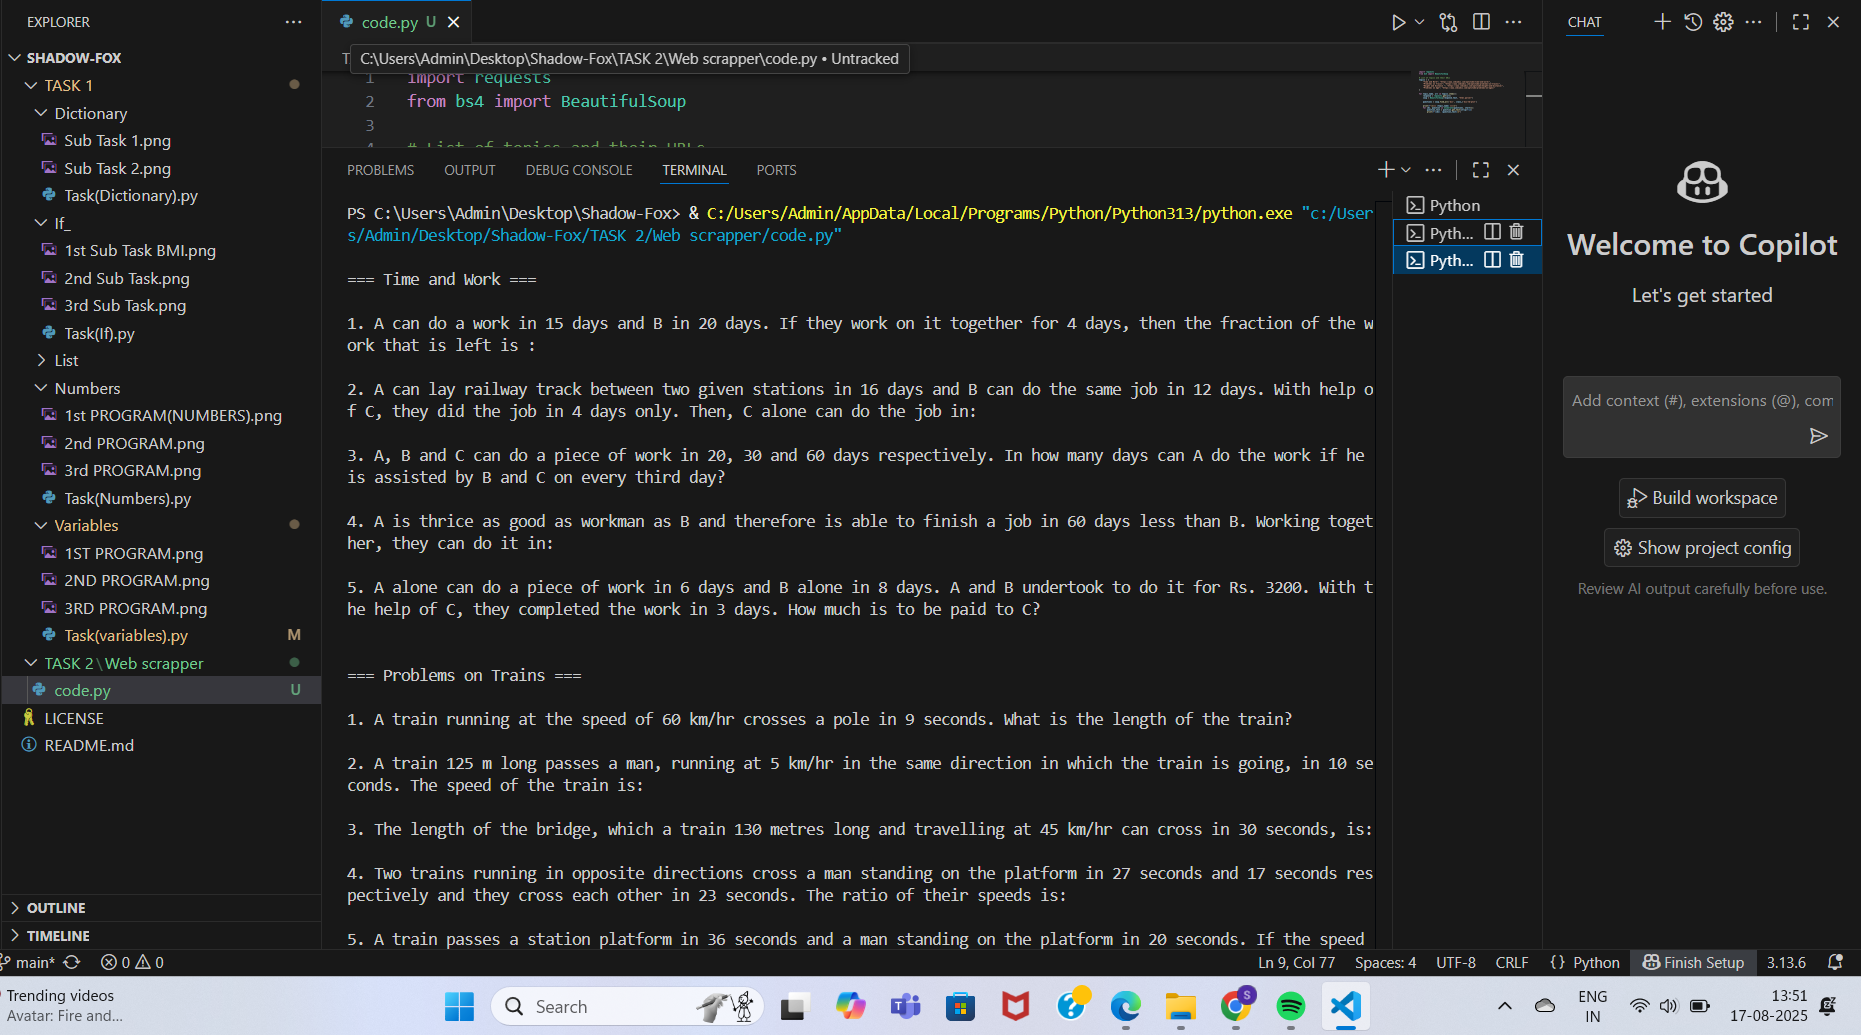 EXPLORER
SHADOW-FOX
TASK 1
Dictionary
Sub Task 1.png
Sub Task 2.png
Task(Dictionary).py
If_
1st Sub Task BMI.png
2nd Sub Task.png
3rd Sub Task.png
Task(If).py
List
Numbers
1st PROGRAM(NUMBERS).png
2nd PROGRAM.png
3rd PROGRAM.png
Task(Numbers).py
Variables
1ST PROGRAM.png
2ND PROGRAM.png
3RD PROGRAM.png
Task(variables).py M
TASK 2\Web scrapper
code.py U
LICENSE
README.md
OUTLINE
TIMELINE
code.py U
C:\Users\Admin\Desktop\Shadow-Fox\TASK 2\Web scrapper\code.py • Untracked
1 import requests
2 from bs4 import BeautifulSoup
3
4 # List of topics and their URLs
PROBLEMS OUTPUT DEBUG CONSOLE TERMINAL PORTS
PS C:\Users\Admin\Desktop\Shadow-Fox> & C:/Users/Admin/AppData/Local/Programs/Python/Python313/python.exe "c:/User
s/Admin/Desktop/Shadow-Fox/TASK 2/Web scrapper/code.py"
=== Time and Work ===
1. A can do a work in 15 days and B in 20 days. If they work on it together for 4 days, then the fraction of the w
ork that is left is :
2. A can lay railway track between two given stations in 16 days and B can do the same job in 12 days. With help o
f C, they did the job in 4 days only. Then, C alone can do the job in:
3. A, B and C can do a piece of work in 20, 30 and 60 days respectively. In how many days can A do the work if he
is assisted by B and C on every third day?
4. A is thrice as good as workman as B and therefore is able to finish a job in 60 days less than B. Working toget
her, they can do it in:
5. A alone can do a piece of work in 6 days and B alone in 8 days. A and B undertook to do it for Rs. 3200. With t
he help of C, they completed the work in 3 days. How much is to be paid to C?
=== Problems on Trains ===
1. A train running at the speed of 60 km/hr crosses a pole in 9 seconds. What is the length of the train?
2. A train 125 m long passes a man, running at 5 km/hr in the same direction in which the train is going, in 10 se
conds. The speed of the train is:
3. The length of the bridge, which a train 130 metres long and travelling at 45 km/hr can cross in 30 seconds, is:
4. Two trains running in opposite directions cross a man standing on the platform in 27 seconds and 17 seconds res
pectively and they cross each other in 23 seconds. The ratio of their speeds is:
5. A train passes a station platform in 36 seconds and a man standing on the platform in 20 seconds. If the speed
Python
Pyth...
Pyth...
CHAT
Welcome to Copilot
Let's get started
Add context (#), extensions (@), com
Build workspace
Show project config
Review AI output carefully before use.
main* 0 0
Ln 9, Col 77 Spaces: 4 UTF-8 CRLF {} Python Finish Setup 3.13.6
Trending videos
Avatar: Fire and...
Search
S
ENG
IN
13:51
17-08-2025